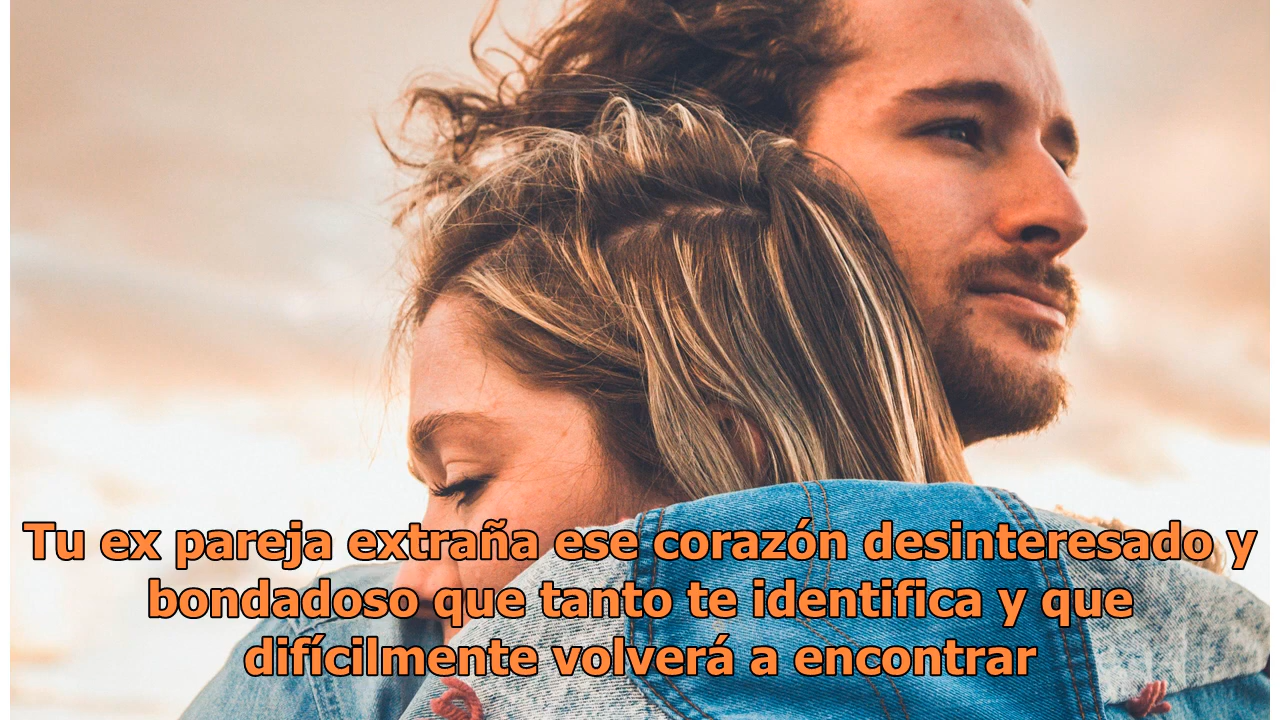 Tu ex pareja extraña ese corazón desinteresado y
bondadoso que tanto te identifica y que
difícilmente volverá a encontrar